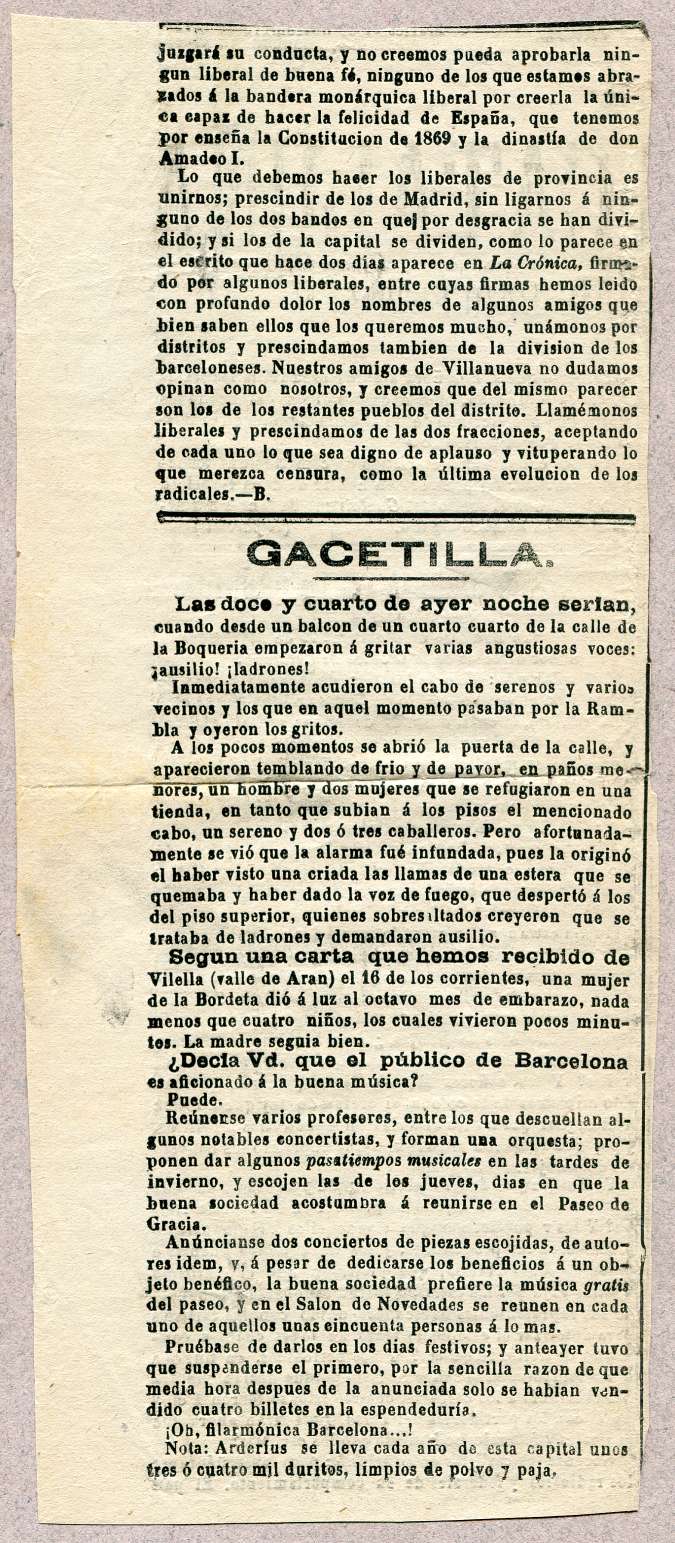 juzgará su conducta, y no creemos pueda aprobarla nin-
gun liberal de buena fé, ninguno de los que estamos abra-
zados á la bandera monárquica liberal por creerla la úni-
ca capaz de hacer la felicidad de España, que tenemos
por enseña la Constitucion de 1869 y la dinastía de don
Amadeo I.
Lo que debemos hacer los liberales de provincia es
unirnos; prescindir de los de Madrid, sin ligarnos á nin-
guno de los dos bandos en que por desgracia se han divi-
dido; y si los de la capital se dividen, como lo parece en
el escrito que hace dos dias aparece en La Crónica, firma-
do por algunos liberales, entre cuyas firmas hemos leido
con profundo dolor los nombres de algunos amigos que
bien saben ellos que los queremos mucho, unámonos por
distritos y prescindamos tambien de la division de los
barceloneses. Nuestros amigos de Villanueva no dudamos
opinan como nosotros, y creemos que del mismo parecer
son los de los restantes pueblos del distrito. Llamémonos
liberales y prescindamos de las dos fracciones, aceptando
de cada uno lo que sea digno de aplauso y vituperando lo
que merezca censura, como la última evolucion de los
radicales.—B.
GACETILLA.
Las doce y cuarto de ayer noche serian,
cuando desde un balcon de un cuarto cuarto de la calle de
la Boqueria empezaron á gritar varias angustiosas voces:
¡ausilio! ¡ladrones!
Inmediatamente acudieron el cabo de serenos y varios
vecinos y los que en aquel momento pasaban por la Ram-
bla y oyeron los gritos.
A los pocos momentos se abrió la puerta de la calle, y
aparecieron temblando de frio y de pavor, en paños me-
nores, un hombre y dos mujeres que se refugiaron en una
tienda, en tanto que subian á los pisos el mencionado
cabo, un sereno y dos ó tres caballeros. Pero afortunada-
mente se vió que la alarma fué infundada, pues la originó
el haber visto una criada las llamas de una estera que se
quemaba y haber dado la voz de fuego, que despertó á los
del piso superior, quienes sobresaltados creyeron que se
trataba de ladrones y demandaron ausilio.
Segun una carta que hemos recibido de
Vilella (valle de Aran) el 16 de los corrientes, una mujer
de la Bordeta dió á luz al octavo mes de embarazo, nada
menos que cuatro niños, los cuales vivieron pocos minu-
tos. La madre seguia bien.
¿Decia Vd. que el público de Barcelona
es aficionado á la buena música?
Puede.
Reúnense varios profesores, entre los que descuellan al-
gunos notables concertistas, y forman una orquesta; pro-
ponen dar algunos pasatiempos musicales en las tardes de
invierno, y escojen las de los jueves, dias en que la
buena sociedad acostumbra á reunirse en el Paseo de
Gracia.
Anúncianse dos conciertos de piezas escojidas, de auto-
res idem, y, á pesar de dedicarse los beneficios á un ob-
jeto benéfico, la buena sociedad prefiere la música gratis
del paseo, y en el Salon de Novedades se reunen en cada
uno de aquellos unas eincuenta personas á lo mas.
Pruébase de darlos en los dias festivos; y anteayer tuvo
que suspenderse el primero, por la sencilla razon de que
media hora despues de la anunciada solo se habian ven-
dido cuatro billetes en la espendeduría.
¡Oh, filarmónica Barcelona...!
Nota: Arderíus se lleva cada año de esta capital unos
tres ó cuatro mil duritos, limpios de polvo y paja.